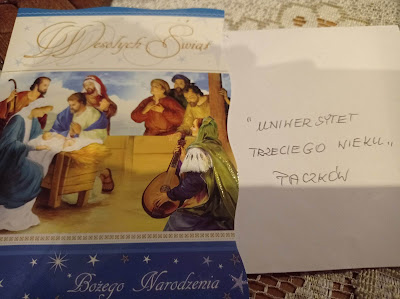 Wesołych Świąt
Bożego Narodzenia
"UNIWERSYTET
TRZECIEGO WIEKU„
PACZKÓW